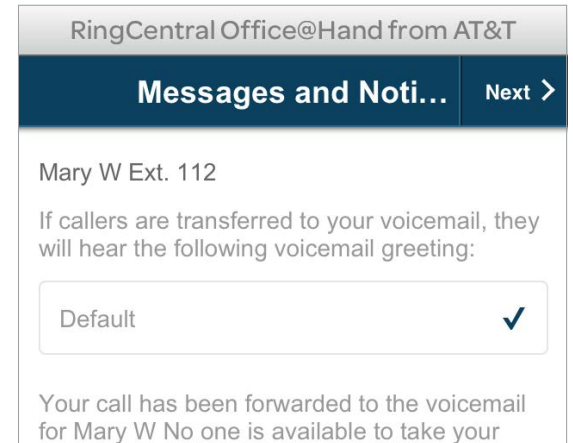 RingCentral Office@Hand from AT&T
Messages and Noti... Next
Mary W Ext. 112
If callers are transferred to your voicemail, they
will hear the following voicemail greeting:
Default
Your call has been forwarded to the voicemail
for Mary W No one is available to take your